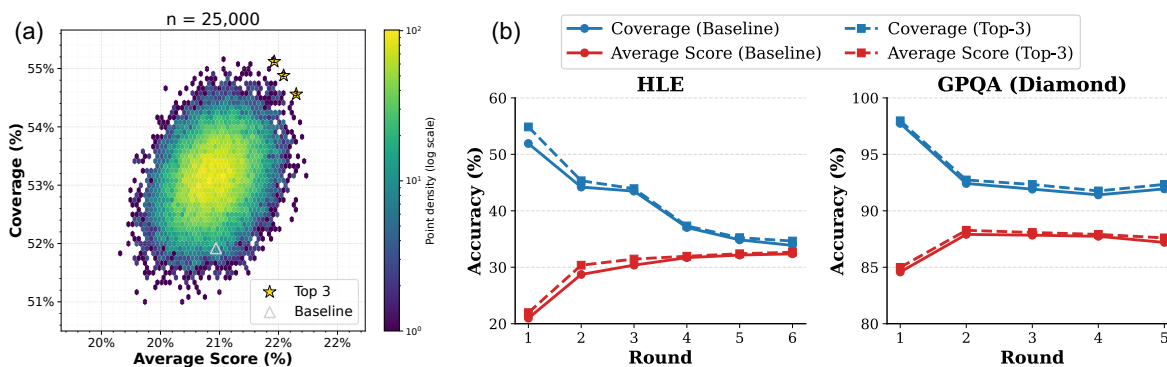 (a)
n = 25,000
55%
54%
53%
52%
51%
Coverage (%)
20%
21%
22%
22%
20%
Average Score (%)
Top 3
Baseline
10²
10¹
10⁰
Point density (log scale)
(b)
Coverage (Baseline)
Average Score (Baseline)
Coverage (Top-3)
Average Score (Top-3)
HLE
60
50
40
30
20
Accuracy (%)
1 2 3 4 5 6
Round
GPQA (Diamond)
100
95
90
85
80
Accuracy (%)
1 2 3 4 5
Round